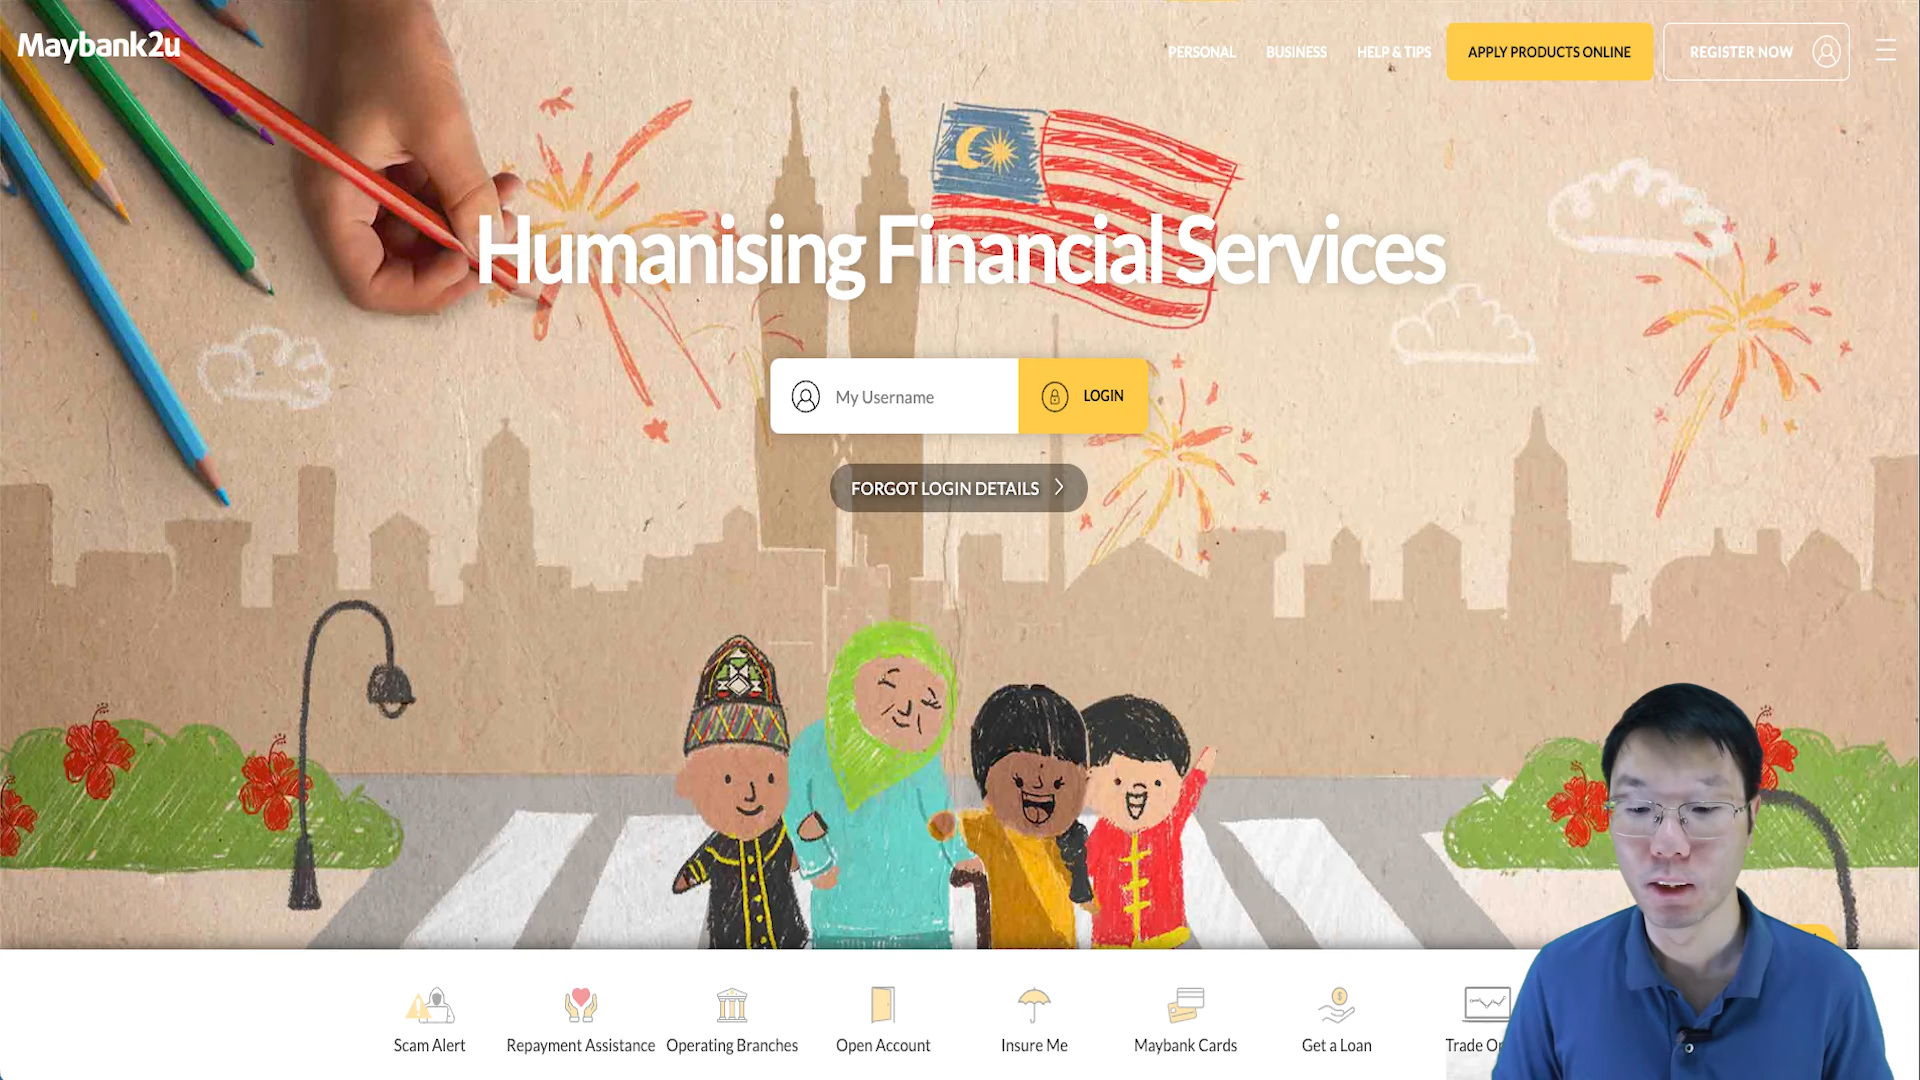 Maybank2u
PERSONAL
BUSINESS
HELP & TIPS
APPLY PRODUCTS ONLINE
REGISTER NOW
Humanising Financial Services
My Username
LOGIN
FORGOT LOGIN DETAILS
Scam Alert
Repayment Assistance
Operating Branches
Open Account
Insure Me
Maybank Cards
Get a Loan
Trade